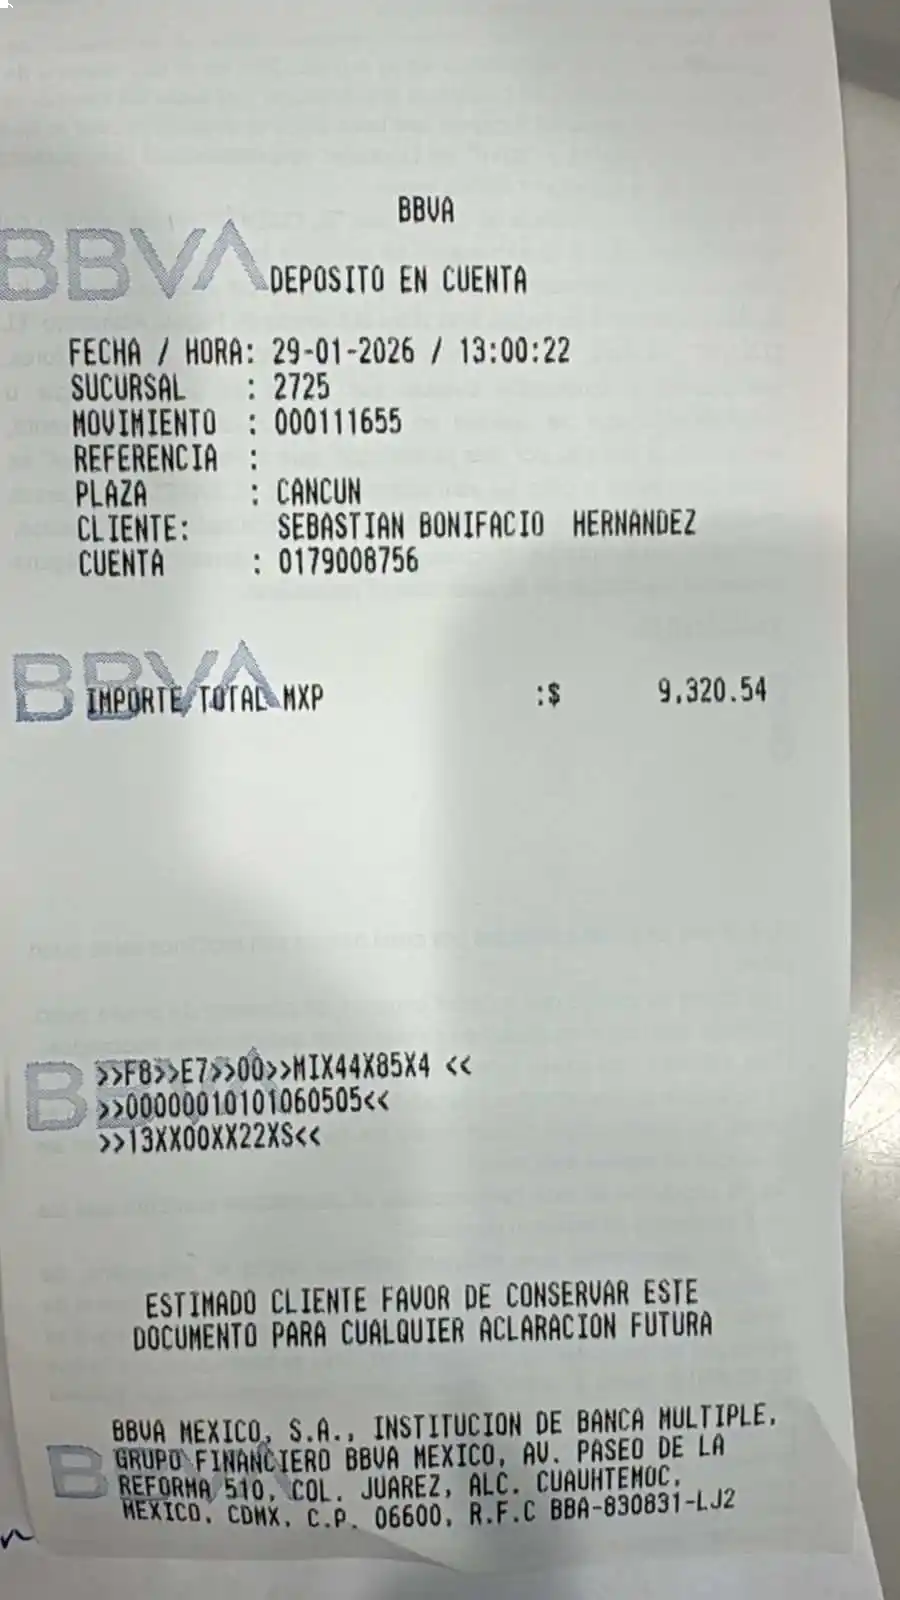 BBVA
BBVA
DEPOSITO EN CUENTA
FECHA / HORA: 29-01-2026 / 13:00:22
SUCURSAL : 2725
MOVIMIENTO : 000111655
REFERENCIA :
PLAZA : CANCUN
CLIENTE: SEBASTIAN BONIFACIO HERNANDEZ
CUENTA : 0179008756
BBVA
IMPORTE TOTAL MXP :$ 9,320.54
>>F8>>E7>>00>>MIX44X85X4 <<
>>00000010101060505<<
>>13XX00XX22XS<<
ESTIMADO CLIENTE FAVOR DE CONSERVAR ESTE
DOCUMENTO PARA CUALQUIER ACLARACION FUTURA
BBVA MEXICO, S.A., INSTITUCION DE BANCA MULTIPLE,
GRUPO FINANCIERO BBVA MEXICO, AV. PASEO DE LA
REFORMA 510, COL. JUAREZ, ALC. CUAUHTEMOC,
MEXICO, CDMX, C.P. 06600, R.F.C BBA-830831-LJ2